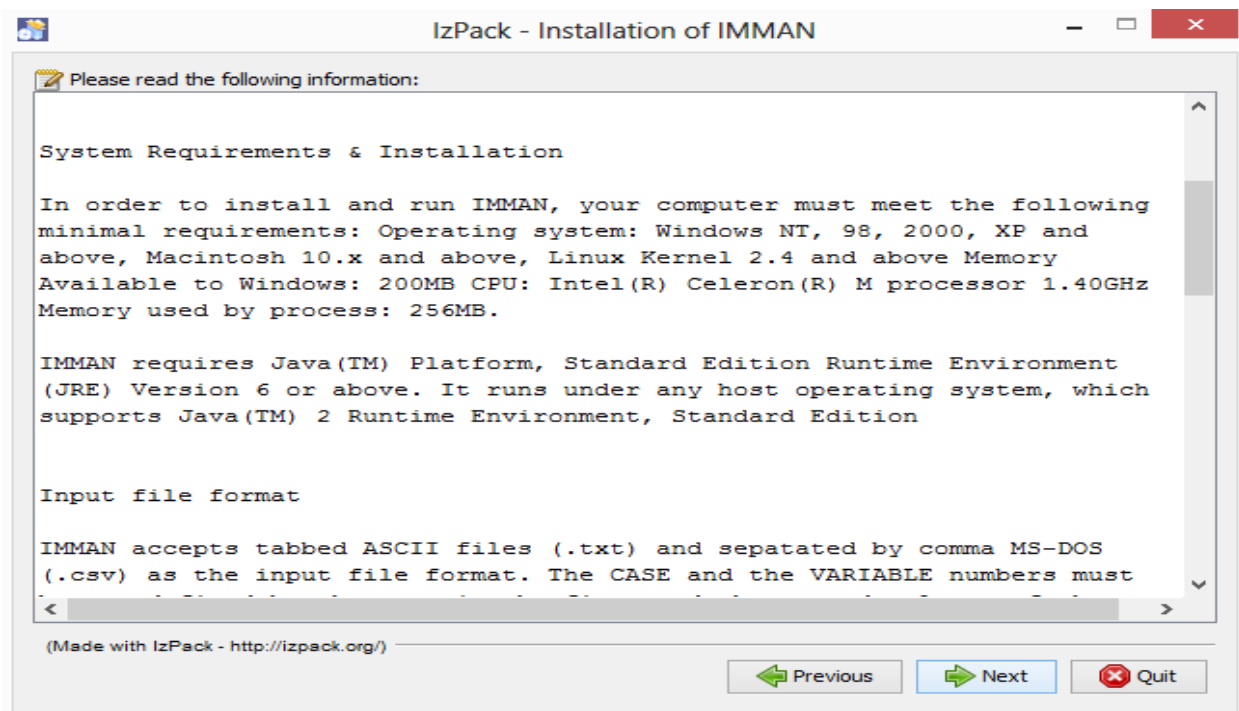 IzPack - Installation of IMMAN
Please read the following information:
System Requirements & Installation
In order to install and run IMMAN, your computer must meet the following
minimal requirements: Operating system: Windows NT, 98, 2000, XP and
above, Macintosh 10.x and above, Linux Kernel 2.4 and above Memory
Available to Windows: 200MB CPU: Intel(R) Celeron(R) M processor 1.40GHz
Memory used by process: 256MB.
IMMAN requires Java(TM) Platform, Standard Edition Runtime Environment
(JRE) Version 6 or above. It runs under any host operating system, which
supports Java(TM) 2 Runtime Environment, Standard Edition
Input file format
IMMAN accepts tabbed ASCII files (.txt) and sepatated by comma MS-DOS
(.csv) as the input file format. The CASE and the VARIABLE numbers must
(Made with IzPack - http://izpack.org/)
Previous
Next
Quit